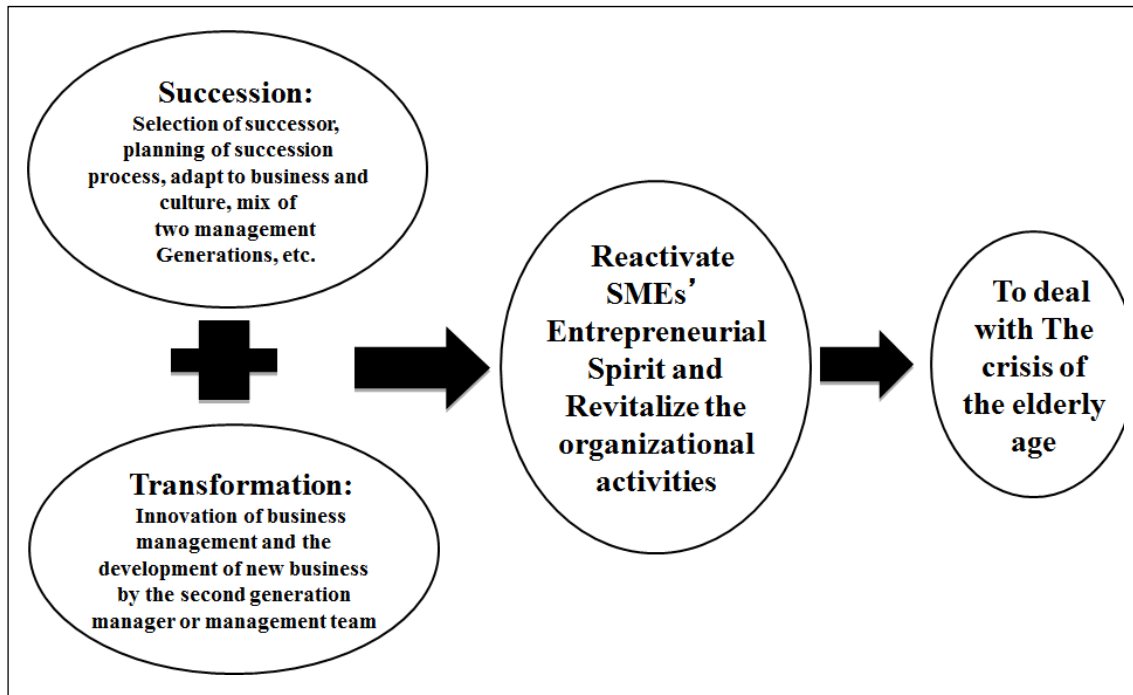 Succession:
Selection of successor,
planning of succession
process, adapt to business and
culture, mix of
two management
Generations, etc.
Transformation:
Innovation of business
management and the
development of new business
by the second generation
manager or management team
Reactivate
SMEs’
Entrepreneurial
Spirit and
Revitalize the
organizational
activities
To deal
with The
crisis of
the elderly
age